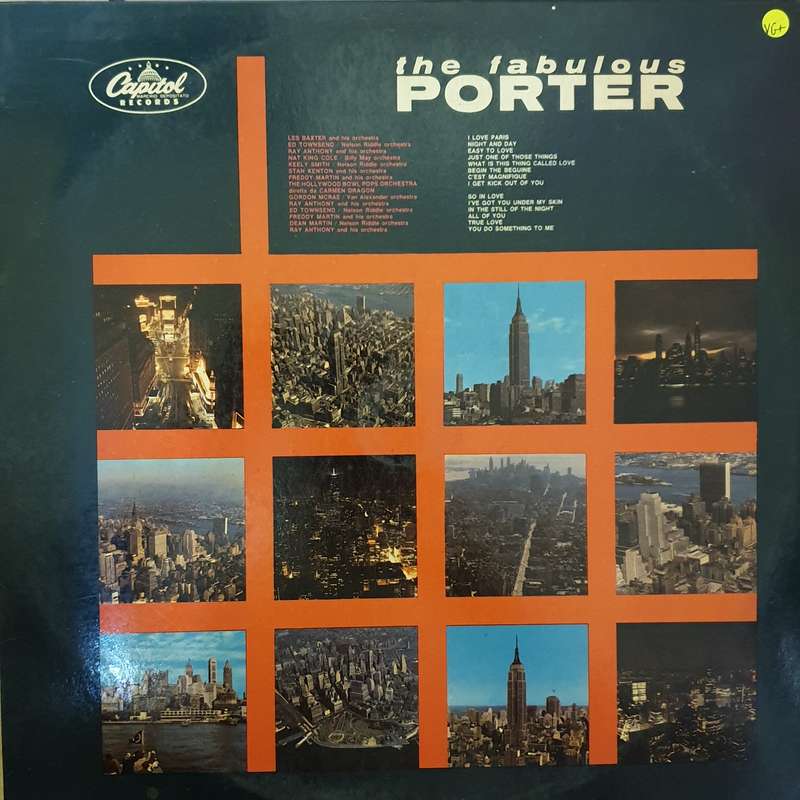 VG+
the fabulous
PORTER
Capitol
MARCHIO DEPOSITATO
RECORDS
LES BAXTER and his orchestra
ED TOWNSEND / Nelson Riddle orchestra
RAY ANTHONY and his orchestra
NAT KING COLE / Billy May orchestra
KEELY SMITH / Nelson Riddle orchestra
STAN KENTON and his orchestra
FREDDY MARTIN and his orchestra
THE HOLLYWOOD BOWL POPS ORCHESTRA
diretta da CARMEN DRAGON
GORDON MCRAE / Van Alexander orchestra
RAY ANTHONY and his orchestra
ED TOWNSEND / Nelson Riddle orchestra
FREDDY MARTIN and his orchestra
DEAN MARTIN / Nelson Riddle orchestra
RAY ANTHONY and his orchestra
I LOVE PARIS
NIGHT AND DAY
EASY TO LOVE
JUST ONE OF THOSE THINGS
WHAT IS THIS THING CALLED LOVE
BEGIN THE BEGUINE
C'EST MAGNIFIQUE
I GET KICK OUT OF YOU
SO IN LOVE
I'VE GOT YOU UNDER MY SKIN
IN THE STILL OF THE NIGHT
ALL OF YOU
TRUE LOVE
YOU DO SOMETHING TO ME